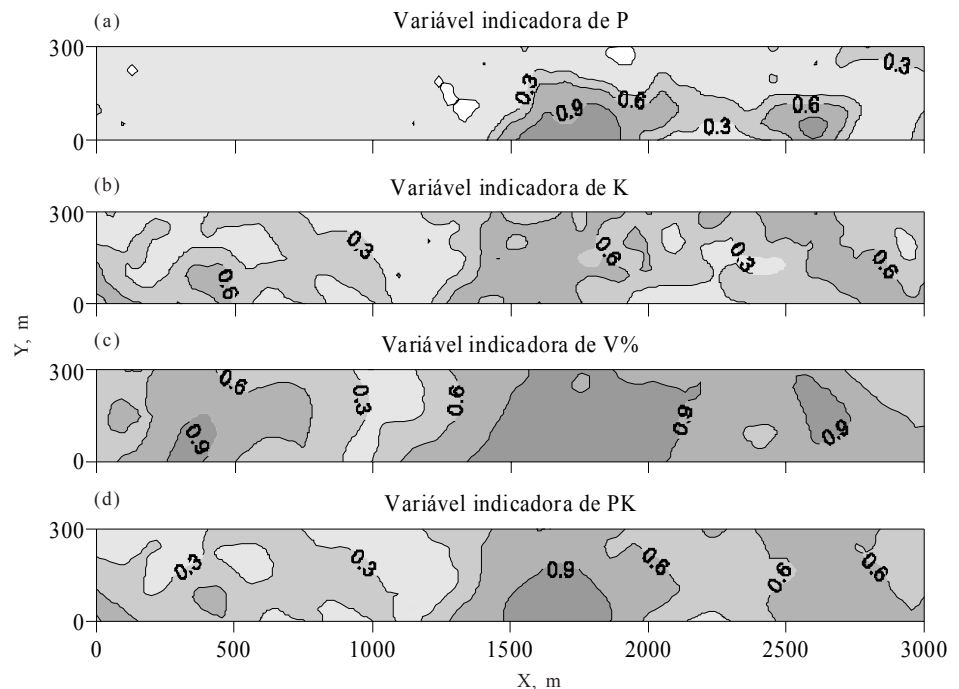 (a)
Variável indicadora de P
300
0
0.3
0.9
0.6
0.3
0.6
0.3
(b)
Variável indicadora de K
300
0
0.6
0.3
0.6
0.3
0.6
Y, m
(c)
Variável indicadora de V%
300
0
0.9
0.6
0.3
0.6
0.9
0.9
(d)
Variável indicadora de PK
300
0
0.3
0.3
0.9
0.6
0.6
0.6
0 500 1000 1500 2000 2500 3000
X, m